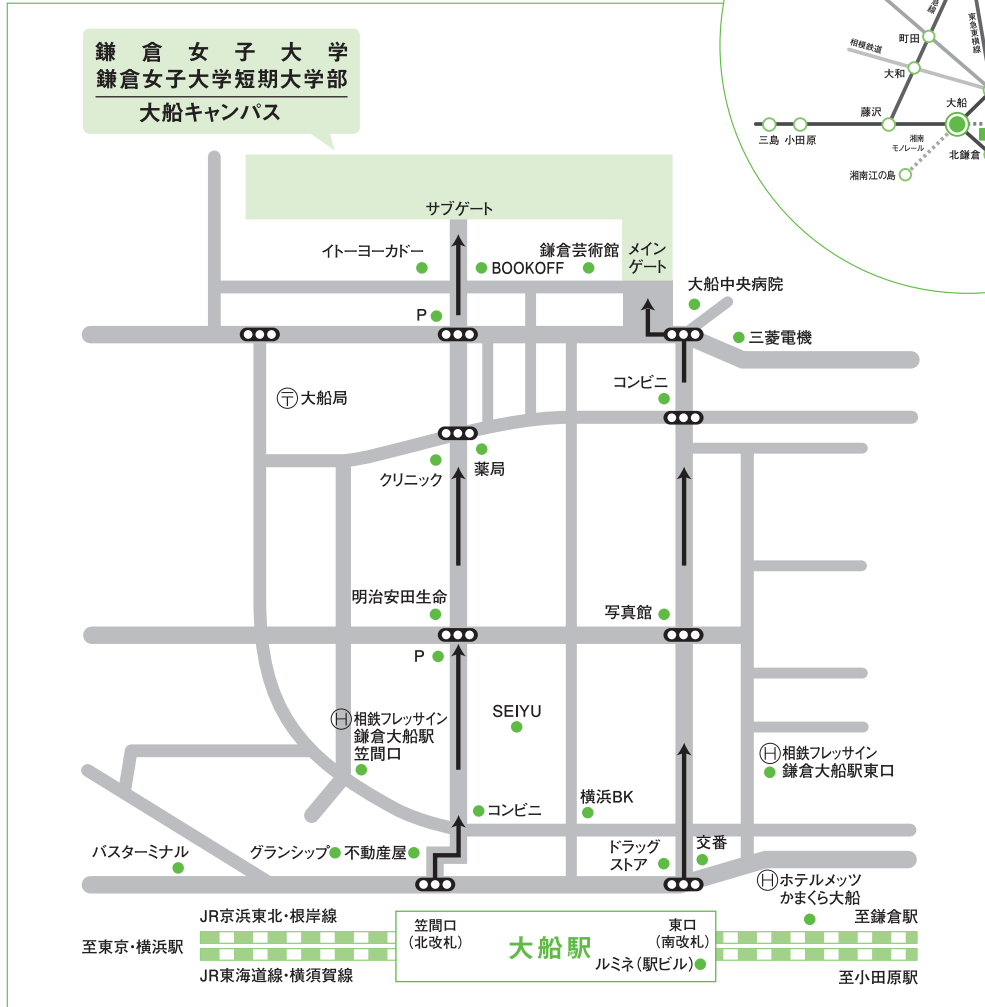 鎌倉女子大学
鎌倉女子大学短期大学部
大船キャンパス
東急東横線
町田
相模鉄道
大和
藤沢
大船
三島
小田原
湘南
モノレール
北鎌倉
湘南江の島
サブゲート
イトーヨーカドー
BOOKOFF
鎌倉芸術館
メイン
ゲート
大船中央病院
P
三菱電機
コンビニ
〒大船局
クリニック
薬局
明治安田生命
写真館
P
SEIYU
H 相鉄フレッサイン
鎌倉大船駅
笠間口
H 相鉄フレッサイン
鎌倉大船駅東口
コンビニ
横浜BK
バスターミナル
グランシップ
不動産屋
ドラッグ
ストア
交番
H ホテルメッツ
かまくら大船
JR京浜東北・根岸線
至東京・横浜駅
JR東海道線・横須賀線
笠間口
(北改札)
大船駅
東口
(南改札)
ルミネ(駅ビル)
至鎌倉駅
至小田原駅